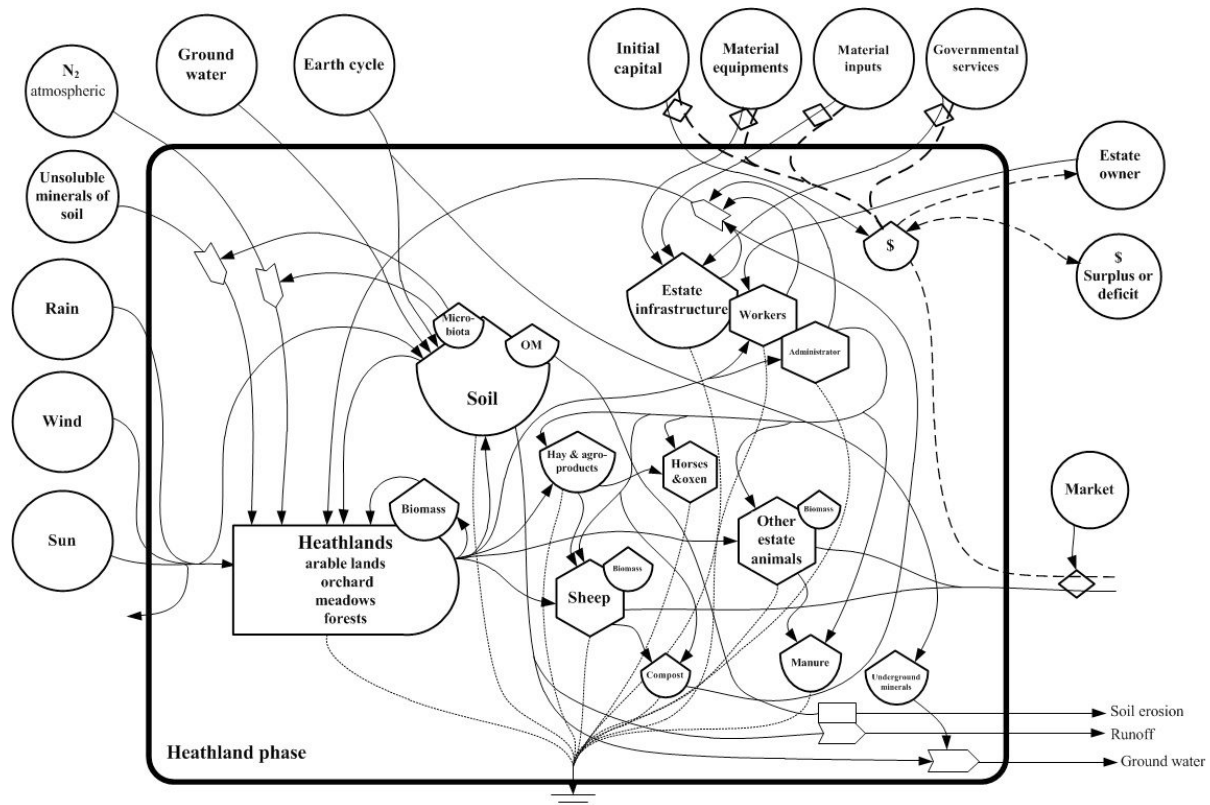 Ground
water
Earth cycle
Initial
capital
Material
equipments
Material
inputs
Governmental
services
N₂
atmospheric
Unsoluble
minerals of
soil
Estate
owner
$
$
Surplus or
deficit
Rain
Wind
Sun
Micro-
biota
OM
Soil
Estate
infrastructure
Workers
Administrator
Hay & agro-
products
Horses
&oxen
Market
Biomass
Biomass
Other
estate
animals
Heathlands
arable lands
orchard
meadows
forests
Biomass
Sheep
Compost
Manure
Underground
minerals
Soil erosion
Runoff
Ground water
Heathland phase